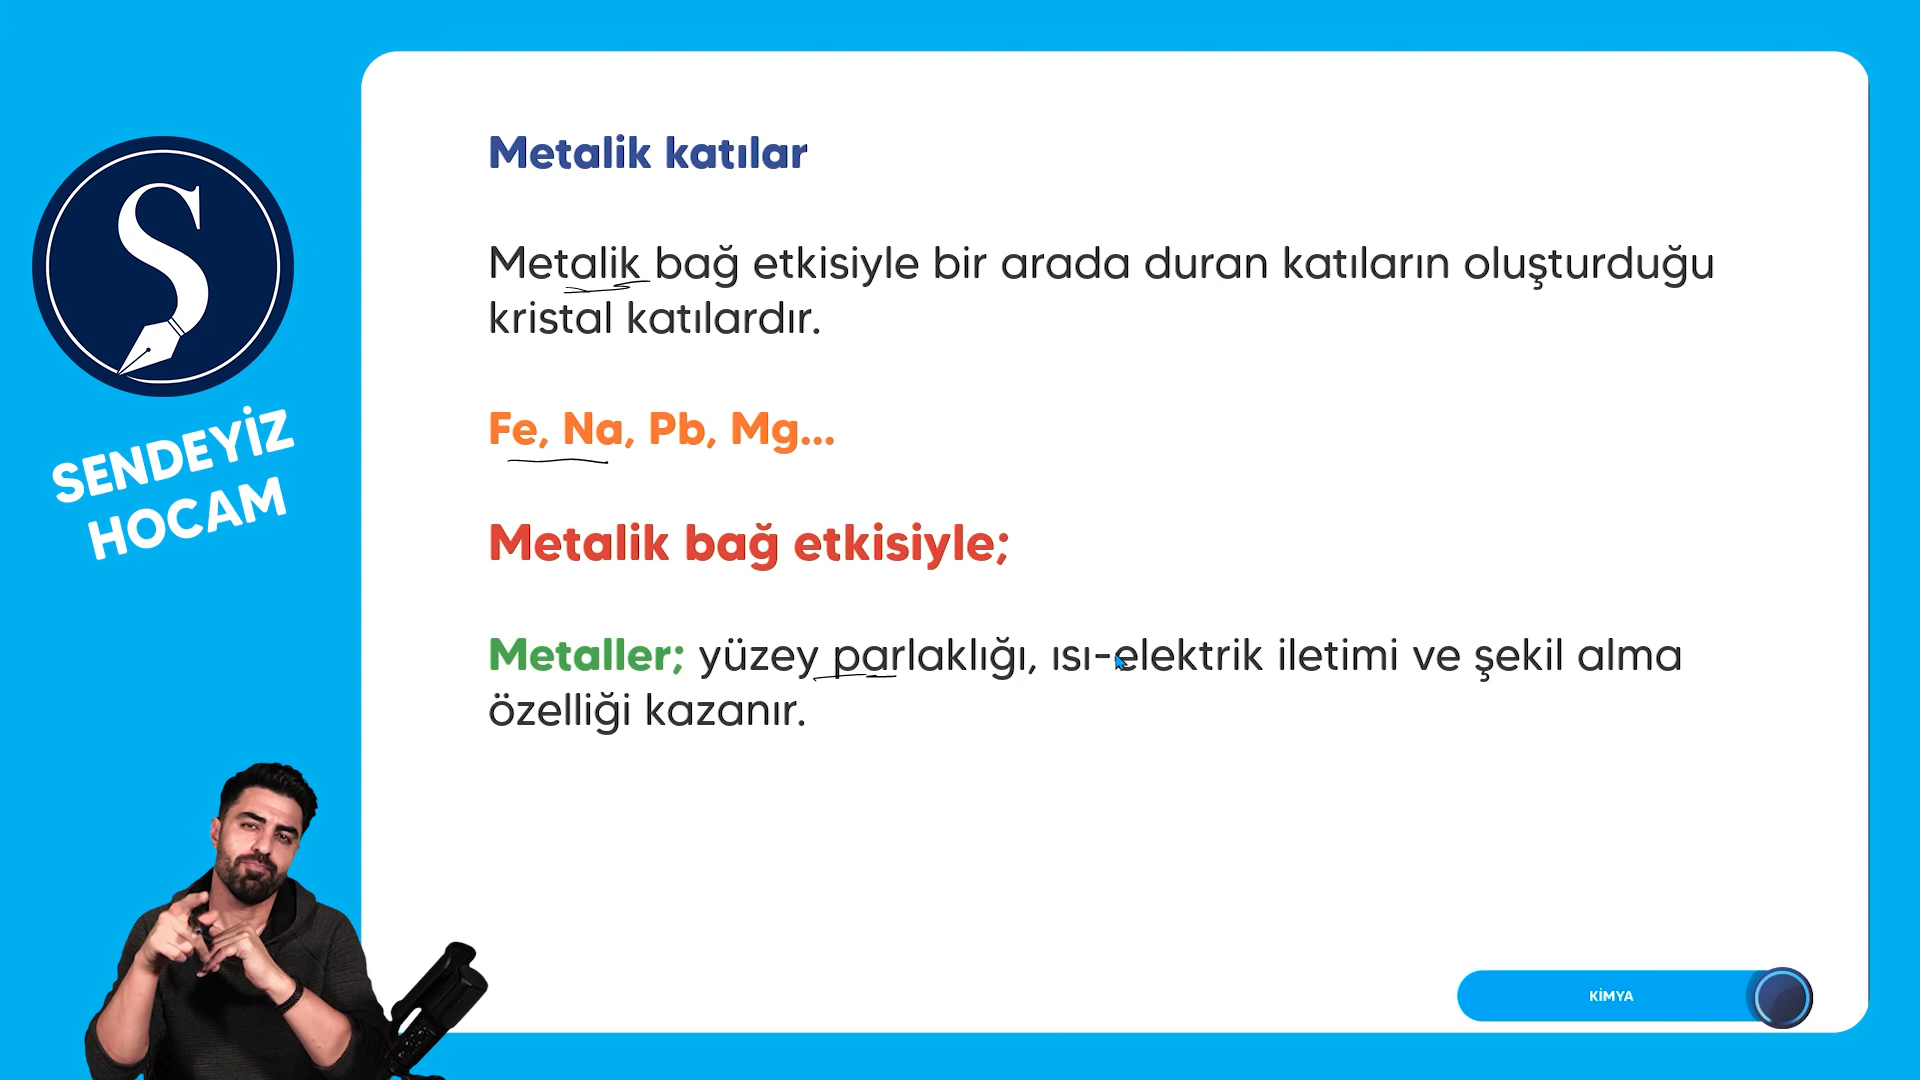 SENDEYİZ
HOCAM
Metalik katılar
Metalik bağ etkisiyle bir arada duran katıların oluşturduğu
kristal katılardır.
Fe, Na, Pb, Mg...
Metalik bağ etkisiyle;
Metaller; yüzey parlaklığı, ısı-elektrik iletimi ve şekil alma
özelliği kazanır.
KİMYA